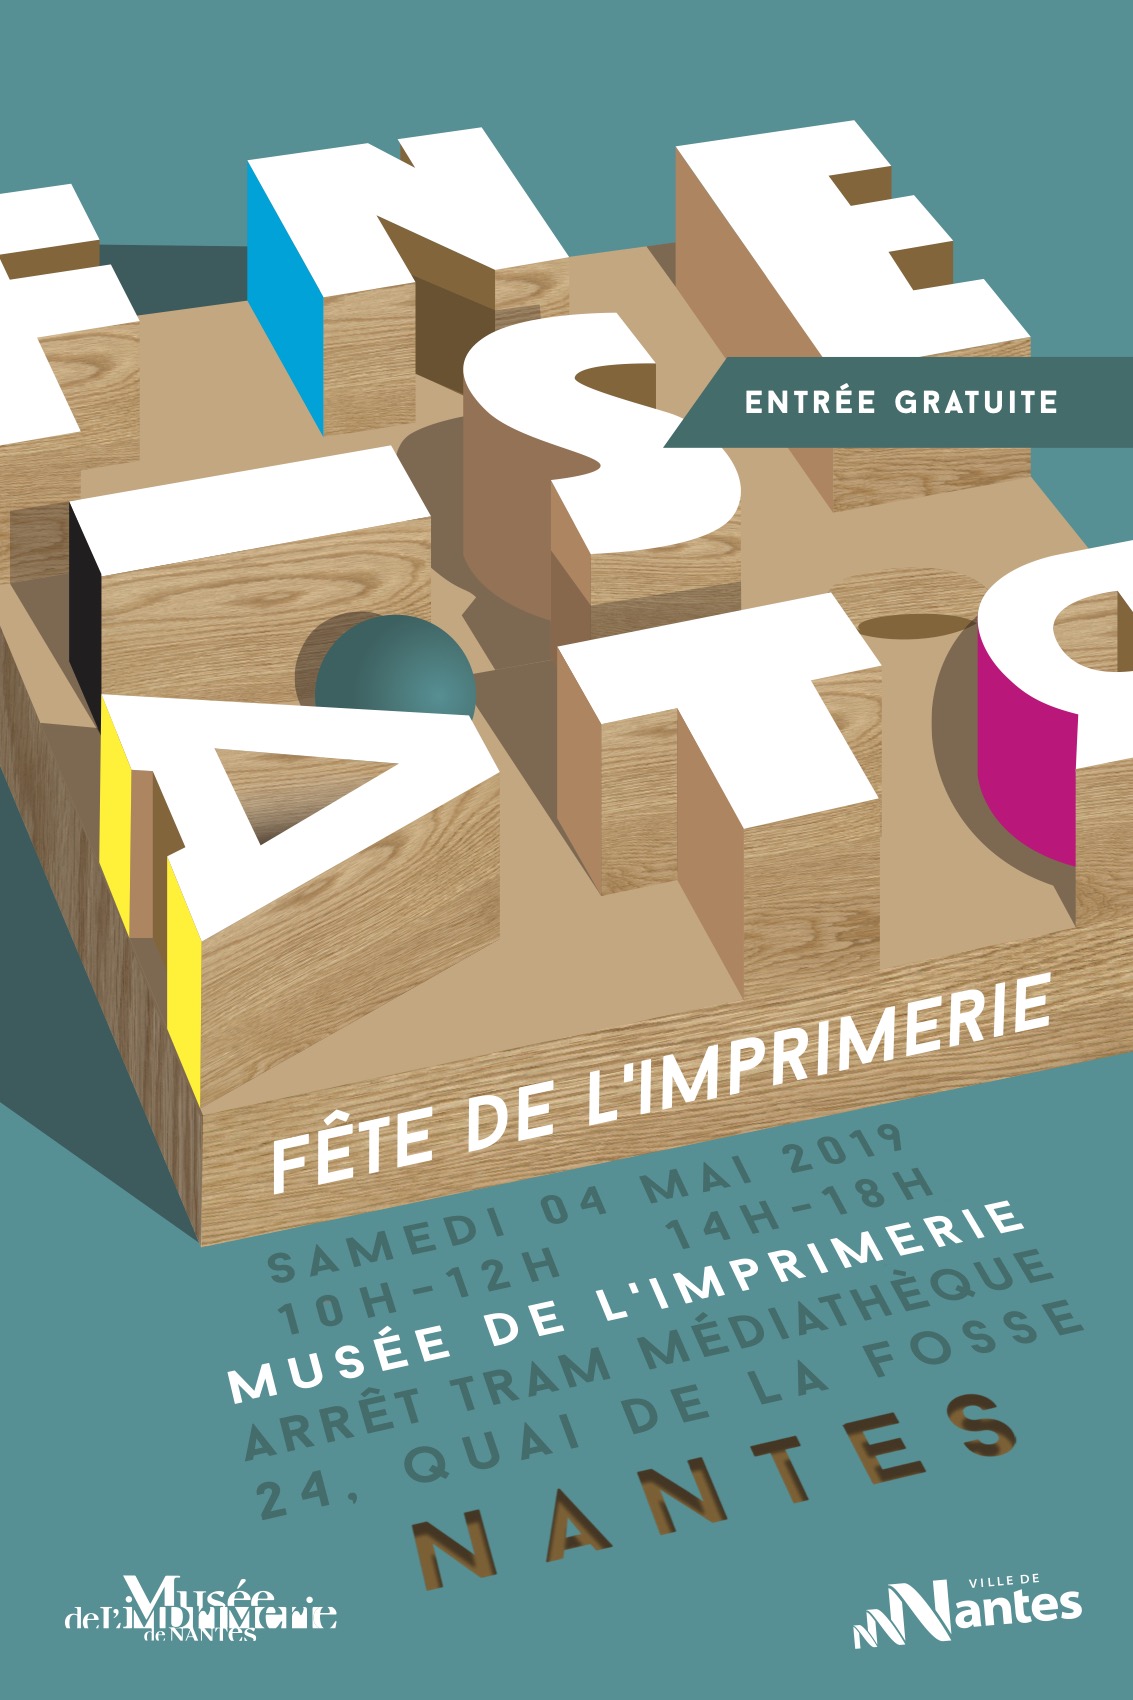 N E
ENTRÉE GRATUITE
I S
A T
FÊTE DE L'IMPRIMERIE
SAMEDI 04 MAI 2019
10H-12H 14H-18H
MUSÉE DE L'IMPRIMERIE
ARRÊT TRAM MÉDIATHÈQUE
24, QUAI DE LA FOSSE
NANTES
Musée
de L'iMPriMerie
de NANTES
VILLE DE
Nantes